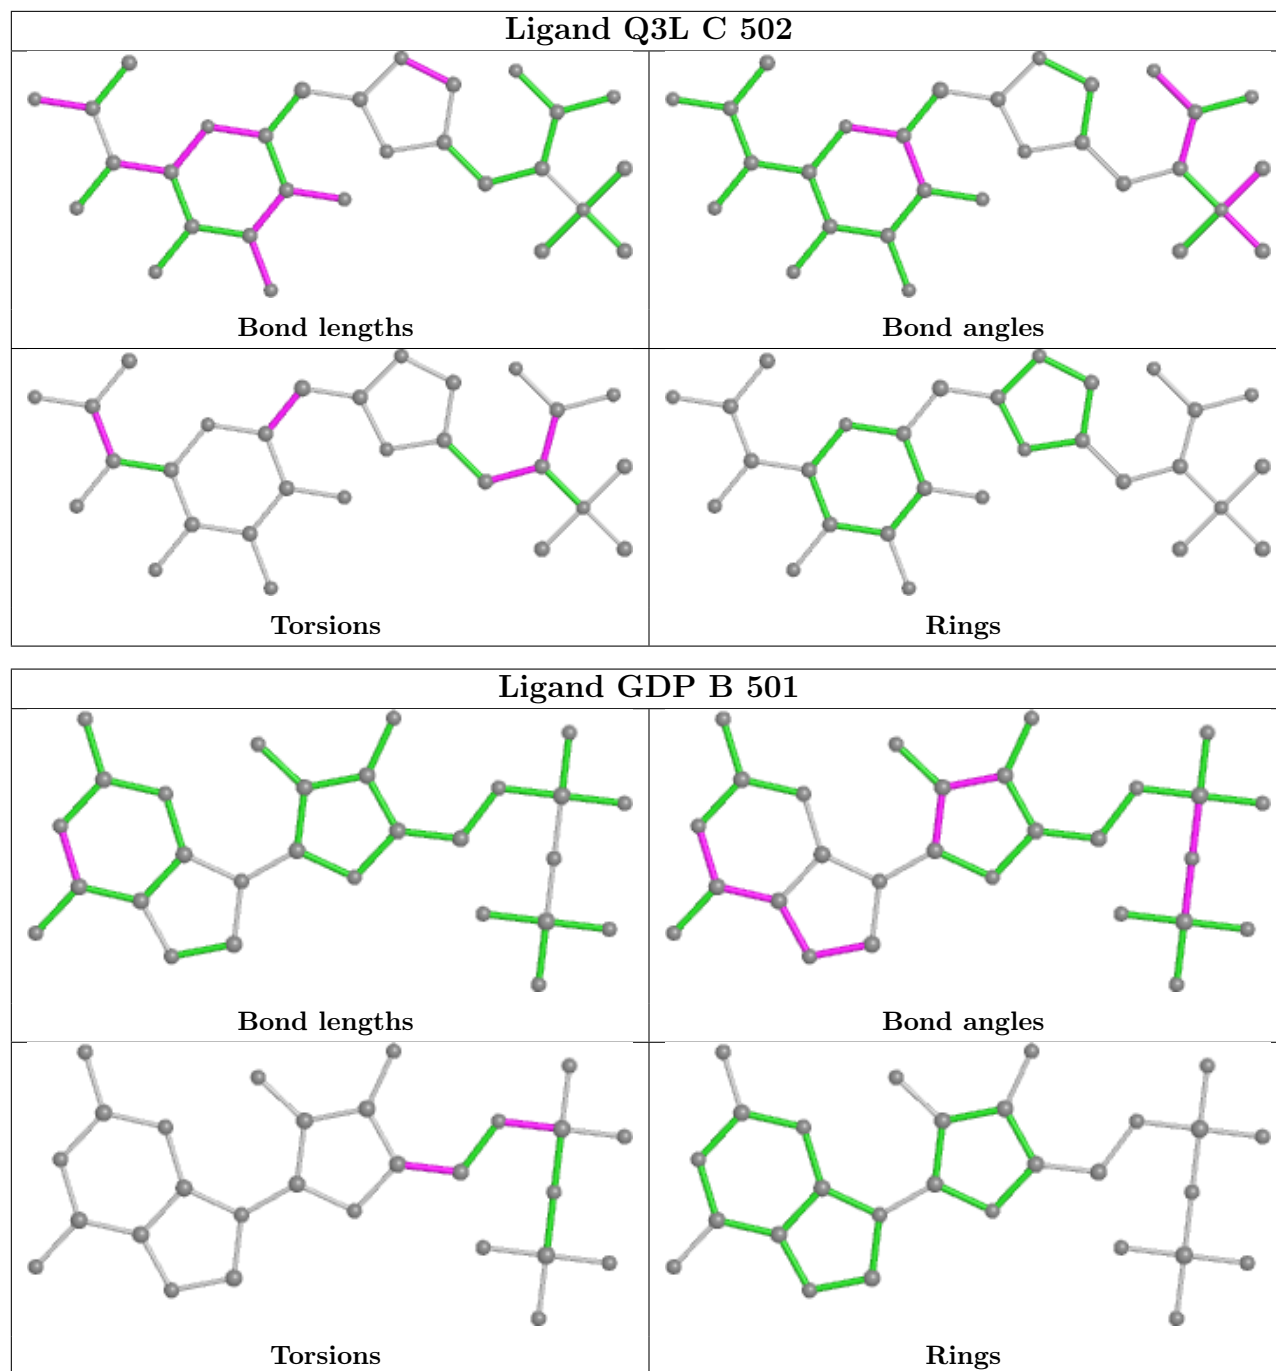 Ligand Q3L C 502
Bond lengths
Bond angles
Torsions
Rings
Ligand GDP B 501
Bond lengths
Bond angles
Torsions
Rings